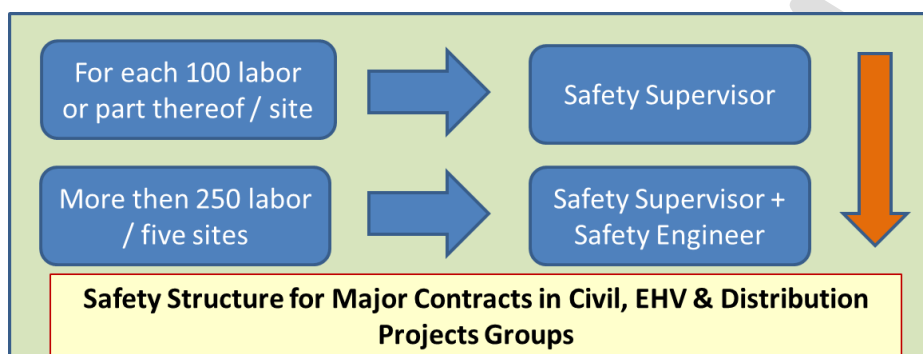 For each 100 labor
or part thereof / site
Safety Supervisor
More then 250 labor
/ five sites
Safety Supervisor +
Safety Engineer
Safety Structure for Major Contracts in Civil, EHV & Distribution
Projects Groups